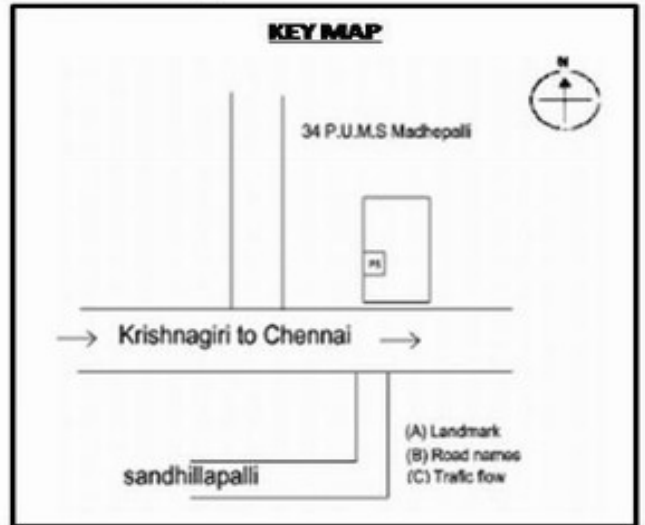 KEY MAP
N
34 P.U.M.S Madhepalli
PS
Krishnagiri to Chennai
(A) Landmark
(B) Road names
(C) Trafic flow
sandhillapalli